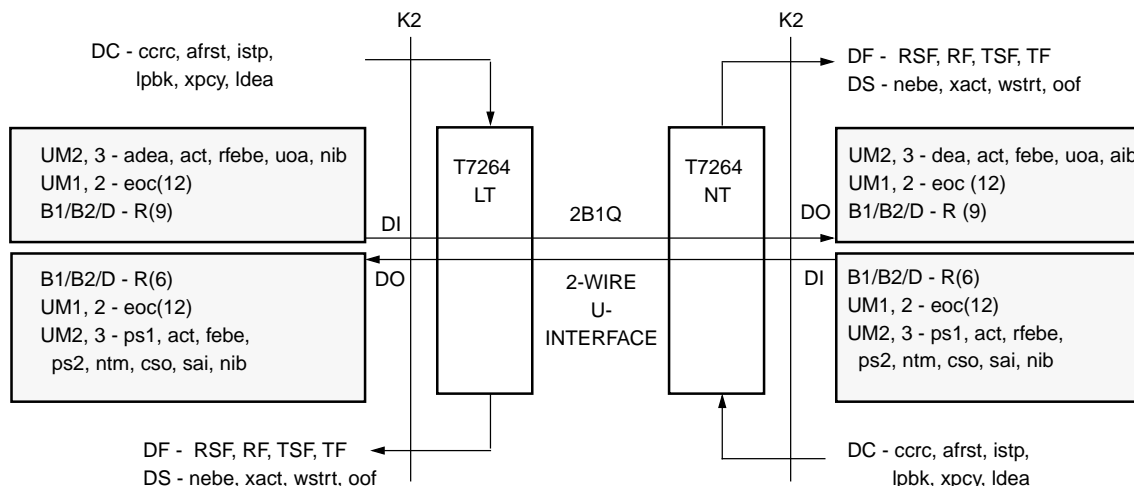 K2
K2
DC - ccrc, afrst, istp,
lpbk, xpcy, ldea
DF - RSF, RF, TSF, TF
DS - nebe, xact, wstrt, oof
UM2, 3 - adea, act, rfebe, uoa, nib
UM1, 2 - eoc(12)
B1/B2/D - R(9)
T7264
LT
T7264
NT
UM2, 3 - dea, act, febe, uoa, aib
UM1, 2 - eoc (12)
B1/B2/D - R (9)
DI
2B1Q
DO
B1/B2/D - R(6)
UM1, 2 - eoc(12)
UM2, 3 - ps1, act, febe,
ps2, ntm, cso, sai, nib
DO
2-WIRE
U-
INTERFACE
DI
B1/B2/D - R(6)
UM1, 2 - eoc(12)
UM2, 3 - ps1, act, rfebe,
ps2, ntm, cso, sai, nib
DF - RSF, RF, TSF, TF
DS - nebe, xact, wstrt, oof
DC - ccrc, afrst, istp,
lpbk, xpcy, ldea